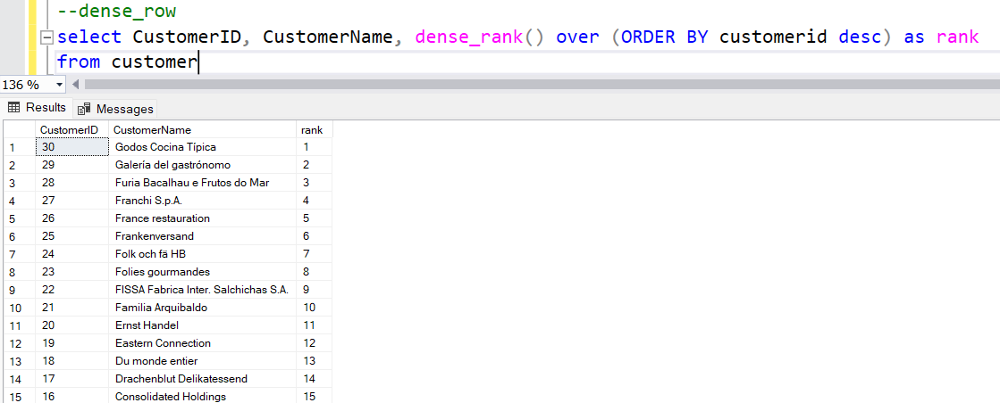 --dense_row
select CustomerID, CustomerName, dense_rank() over (ORDER BY customerid desc) as rank
from customer
136 %
Results Messages
CustomerID CustomerName rank
1 30 Godos Cocina Típica 1
2 29 Galería del gastrónomo 2
3 28 Furia Bacalhau e Frutos do Mar 3
4 27 Franchi S.p.A. 4
5 26 France restauration 5
6 25 Frankenversand 6
7 24 Folk och fä HB 7
8 23 Folies gourmandes 8
9 22 FISSA Fabrica Inter. Salchichas S.A. 9
10 21 Familia Arquibaldo 10
11 20 Ernst Handel 11
12 19 Eastern Connection 12
13 18 Du monde entier 13
14 17 Drachenblut Delikatessend 14
15 16 Consolidated Holdings 15